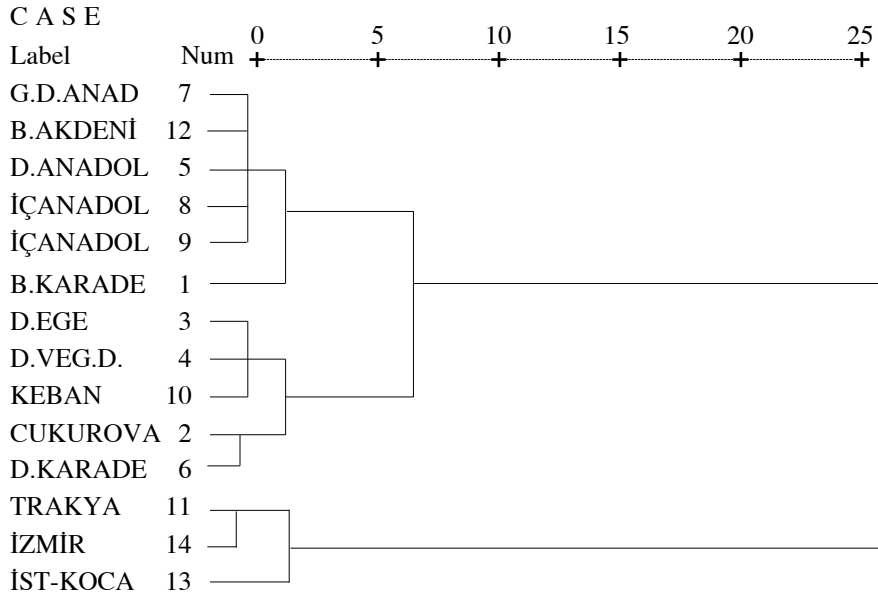 C A S E
0 5 10 15 20 25
Label Num
G.D.ANAD 7
B.AKDENİ 12
D.ANADOL 5
İÇANADOL 8
İÇANADOL 9
B.KARADE 1
D.EGE 3
D.VEG.D. 4
KEBAN 10
CUKUROVA 2
D.KARADE 6
TRAKYA 11
İZMİR 14
İST-KOCA 13